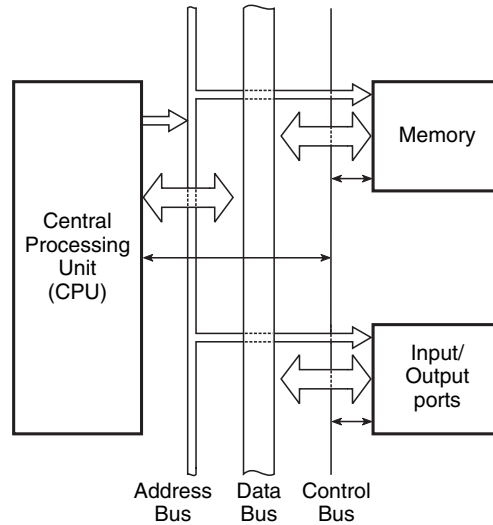 Memory
Central
Processing
Unit
(CPU)
Input/
Output
ports
Address
Bus
Data
Bus
Control
Bus